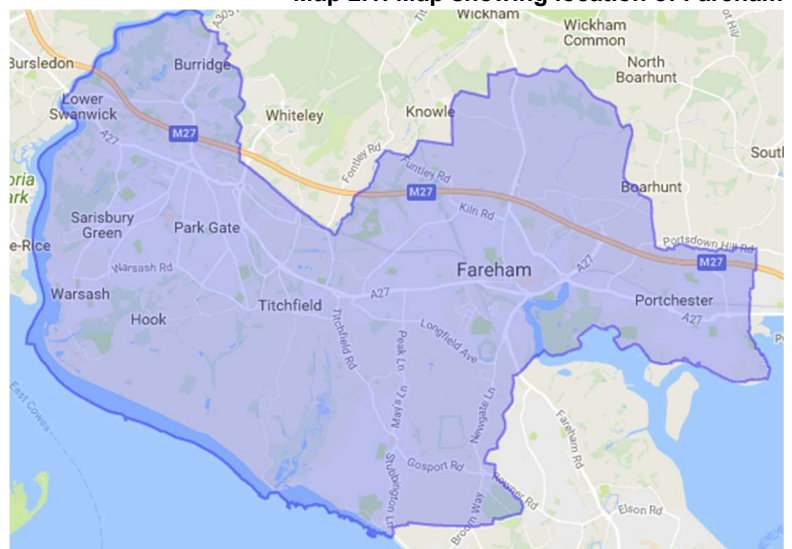 Map 2.1: Map showing location of Fareham
Wickham
Wickham
Common
Bursledon
Burridge
North
Boarhunt
Lower
Swanwick
Whiteley
Knowle
A27
M27
Fontley Rd
Funtley Rd
M27
Boarhunt
Kiln Rd
Sarisbury
Green
Park Gate
Portsdown Hill Rd
M27
Warsash Rd
Fareham
A27
Warsash
Hook
Titchfield
A27
Portchester
A27
Titchfield Rd
Peak Ln
Longfield Ave
May's Ln
Newgate Ln
East Cowes
Fareham Rd
Gosport Rd
Stubbington Ln
Rowner Rd
Broom Way
Elson Rd